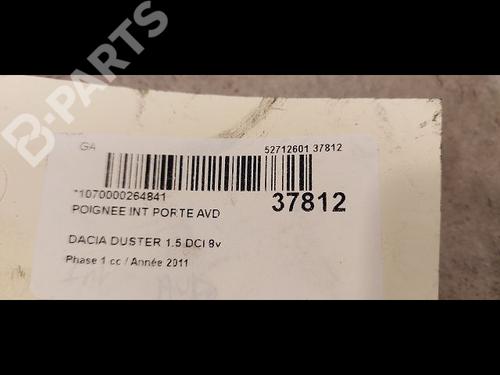 B-PARTS
GA
52712601 37812
*1070000264841
37812
POIGNEE INT PORTE AVD
DACIA DUSTER 1.5 DCI 8v
Phase 1 cc / Année 2011